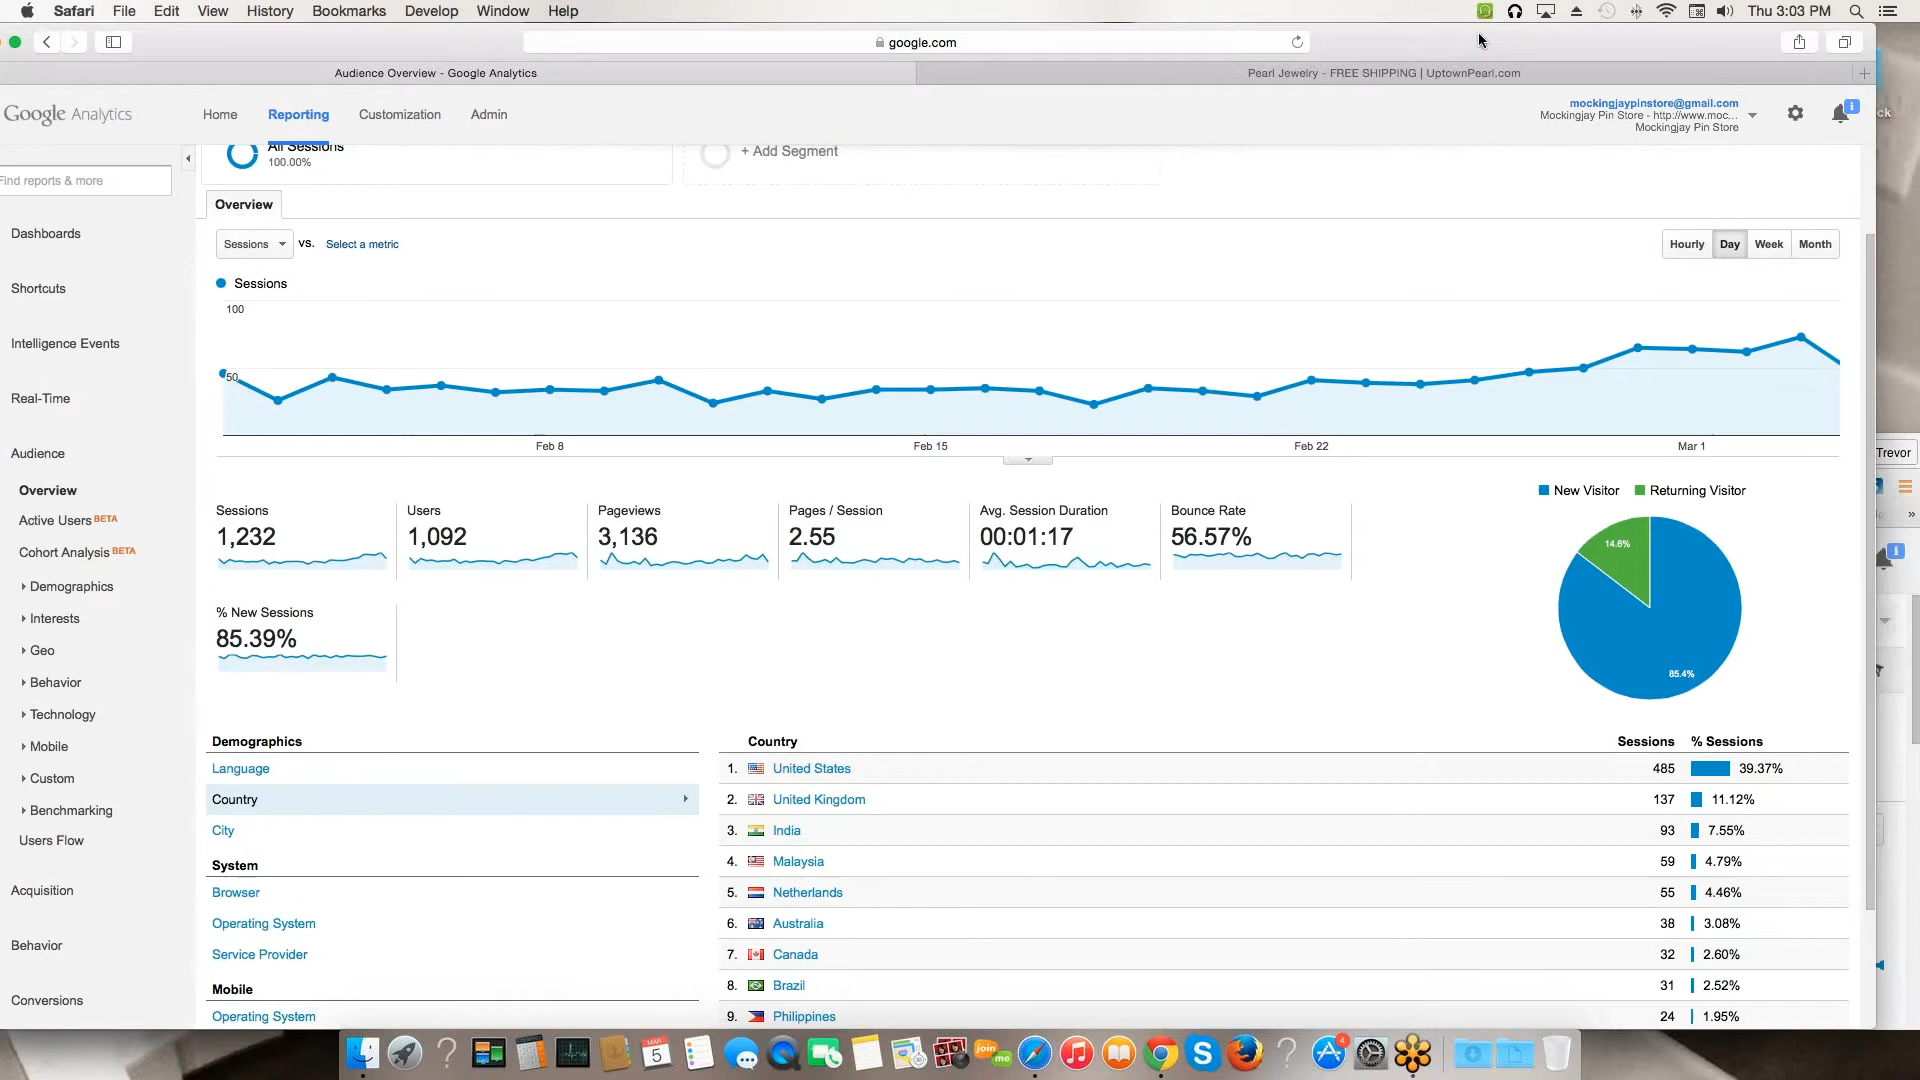 Safari File Edit View History Bookmarks Develop Window Help Thu 3:03 PM
google.com
Audience Overview - Google Analytics
Pearl Jewelry - FREE SHIPPING | UptownPearl.com
Google Analytics
Home Reporting Customization Admin
mockingjaypinstore@gmail.com
Mockingjay Pin Store - http://www.moc...
Mockingjay Pin Store
All Sessions
100.00%
+ Add Segment
Find reports & more
Dashboards
Shortcuts
Intelligence Events
Real-Time
Audience
Overview
Active Users BETA
Cohort Analysis BETA
Demographics
Interests
Geo
Behavior
Technology
Mobile
Custom
Benchmarking
Users Flow
Acquisition
Behavior
Conversions
Overview
Sessions vs. Select a metric
Hourly Day Week Month
Sessions
100
50
Feb 8 Feb 15 Feb 22 Mar 1
Sessions
1,232
Users
1,092
Pageviews
3,136
Pages / Session
2.55
Avg. Session Duration
00:01:17
Bounce Rate
56.57%
% New Sessions
85.39%
New Visitor Returning Visitor
14.6%
85.4%
Demographics
Language
Country
City
System
Browser
Operating System
Service Provider
Mobile
Operating System
Country Sessions % Sessions
1. United States 485 39.37%
2. United Kingdom 137 11.12%
3. India 93 7.55%
4. Malaysia 59 4.79%
5. Netherlands 55 4.46%
6. Australia 38 3.08%
7. Canada 32 2.60%
8. Brazil 31 2.52%
9. Philippines 24 1.95%
Trevor
ck
MAR
5
join
me
4